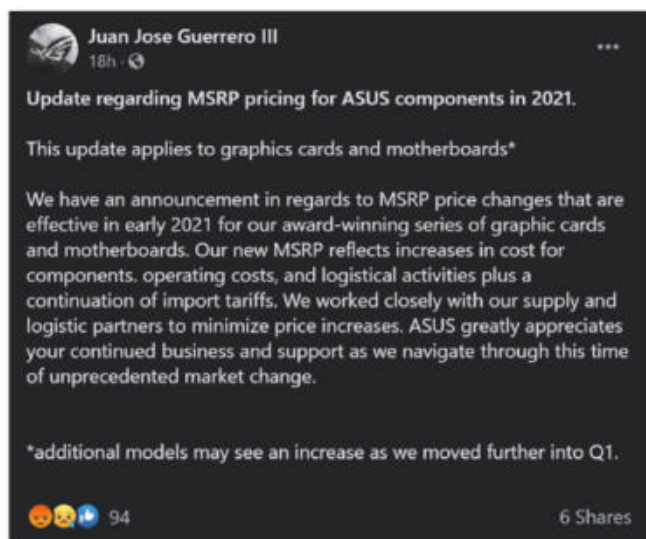 Juan Jose Guerrero III
18h ·
Update regarding MSRP pricing for ASUS components in 2021.
This update applies to graphics cards and motherboards*
We have an announcement in regards to MSRP price changes that are
effective in early 2021 for our award-winning series of graphic cards
and motherboards. Our new MSRP reflects increases in cost for
components. operating costs, and logistical activities plus a
continuation of import tariffs. We worked closely with our supply and
logistic partners to minimize price increases. ASUS greatly appreciates
your continued business and support as we navigate through this time
of unprecedented market change.
*additional models may see an increase as we moved further into Q1.
94
6 Shares